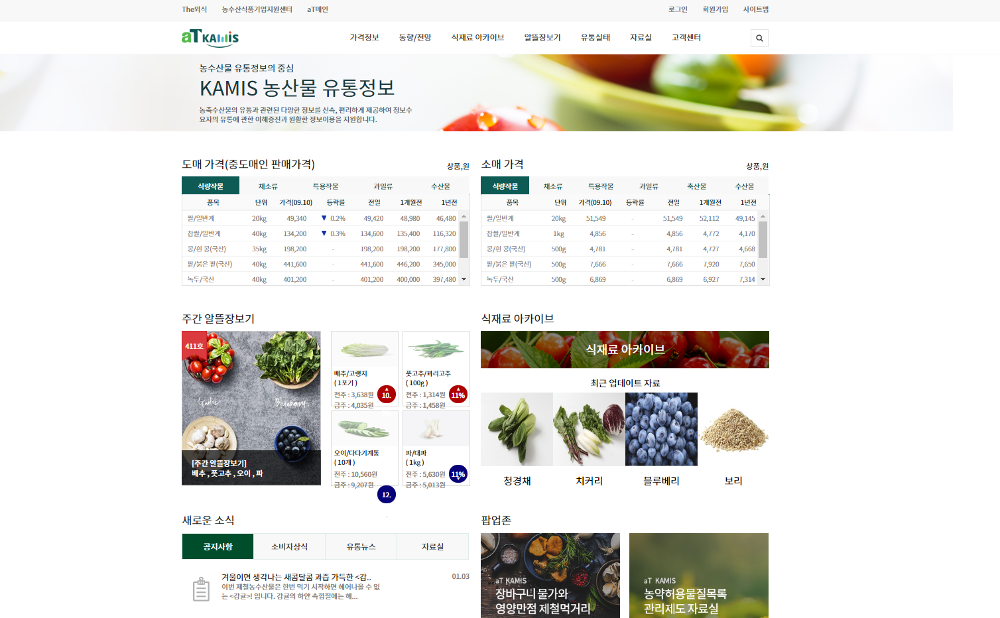 The외식 농수산식품기업지원센터 aT메인 로그인 회원가입 사이트맵
aT KAMIS 가격정보 동향/전망 식재료 아카이브 알뜰장보기 유통실태 자료실 고객센터
농수산물 유통정보의 중심
KAMIS 농산물 유통정보
농축수산물의 유통과 관련된 다양한 정보를 신속, 편리하게 제공하여 정보수
요자의 유통에 관한 이해증진과 원활한 정보이용을 지원합니다.
도매 가격(중도매인 판매가격) 상품,원
식량작물 채소류 특용작물 과일류 수산물
품목 단위 가격(09.10) 등락률 전일 1개월전 1년전
쌀/일반계 20kg 49,340 ▼ 0.2% 49,420 48,980 46,480
찹쌀/일반계 40kg 134,200 ▼ 0.3% 134,600 135,400 116,320
콩/흰 콩(국산) 35kg 198,200 - 198,200 198,200 177,800
팥/붉은 팥(국산) 40kg 441,600 - 441,600 446,200 345,000
녹두/국산 40kg 401,200 - 401,200 400,000 397,480
소매 가격 상품,원
식량작물 채소류 특용작물 과일류 축산물 수산물
품목 단위 가격(09.10) 등락률 전일 1개월전 1년전
쌀/일반계 20kg 51,549 - 51,549 52,112 49,145
찹쌀/일반계 1kg 4,856 - 4,856 4,772 4,170
콩/흰 콩(국산) 500g 4,781 - 4,781 4,727 4,668
팥/붉은 팥(국산) 500g 7,666 - 7,666 7,920 7,650
녹두/국산 500g 6,869 - 6,869 6,927 7,314
주간 알뜰장보기
411호
Garlic Blueberry
[주간 알뜰장보기]
배추 , 풋고추 , 오이 , 파
배추/고랭지
( 1포기 )
전주 : 3,638원
금주 : 4,035원
▲
10.
풋고추/꽈리고추
( 100g )
전주 : 1,314원
금주 : 1,458원
▲
11%
오이/다다기계통
( 10개 )
전주 : 10,560원
금주 : 9,207원
12.
파/대파
( 1kg )
전주 : 5,630원
금주 : 5,013원
11%
▼
식재료 아카이브
식재료 아카이브
최근 업데이트 자료
청경채 치커리 블루베리 보리
새로운 소식
공지사항 소비자상식 유통뉴스 자료실
겨울이면 생각나는 새콤달콤 과즙 가득한 <감.. 01.03
이번 제철농수산물은 한번 먹기 시작하면 헤어나올 수 없
는 <감귤>! 입니다. 감귤의 하얀 속껍질에는 헤...
팝업존
aT KAMIS
장바구니 물가와
영양만점 제철먹거리
aT KAMIS
농약허용물질목록
관리제도 자료실